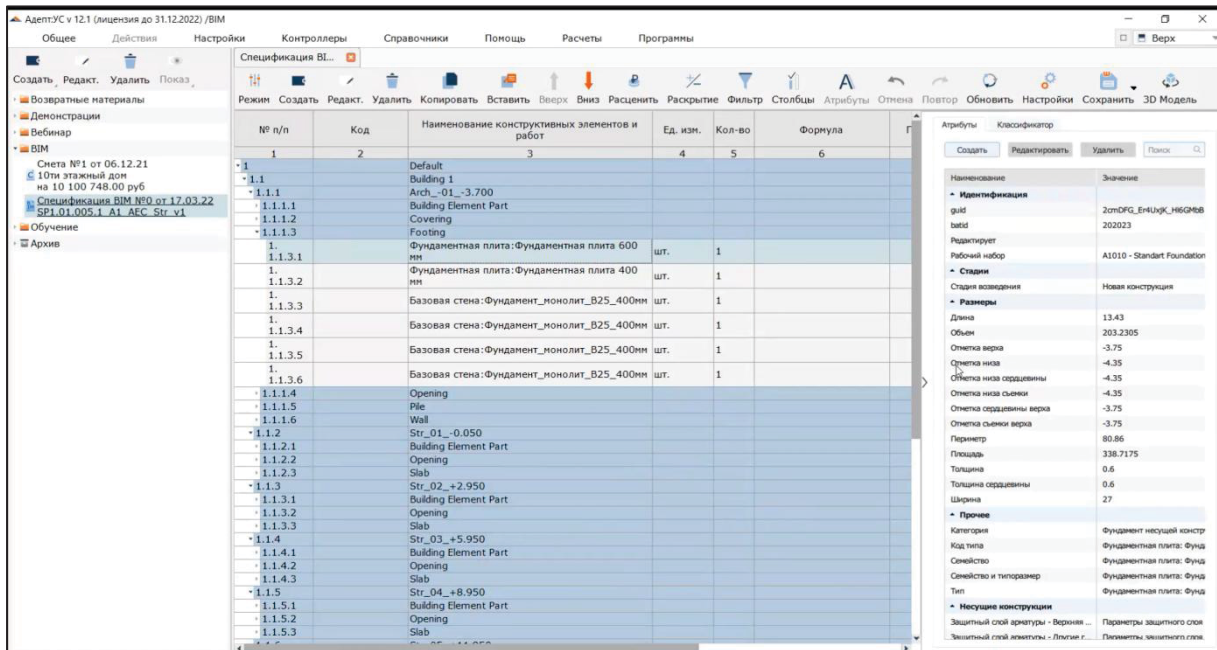 Адепт:УС v 12.1 (лицензия до 31.12.2022) /BIM
Общее Действия Настройки Контроллеры Справочники Помощь Расчеты Программы Верх
Создать Редакт. Удалить Показ
Возвратные материалы
Демонстрации
Вебинар
BIM
Смета №1 от 06.12.21
10ти этажный дом
на 10 100 748.00 руб
Спецификация BIM №0 от 17.03.22
SP1.01.005.1_A1_AEC_Str_v1
Обучение
Архив
Спецификация BI...
Режим Создать Редакт. Удалить Копировать Вставить Вверх Вниз Расценить Раскрытие Фильтр Столбцы Атрибуты Отмена Повтор Обновить Настройки Сохранить 3D Модель
№ п/п Код Наименование конструктивных элементов и работ Ед. изм. Кол-во Формула
1 2 3 4 5 6
1 Default
1.1 Building 1
1.1.1 Arch_-01_-3.700
1.1.1.1 Building Element Part
1.1.1.2 Covering
1.1.1.3 Footing
1. 1.1.3.1 Фундаментная плита:Фундаментная плита 600 мм шт. 1
1. 1.1.3.2 Фундаментная плита:Фундаментная плита 400 мм шт. 1
1. 1.1.3.3 Базовая стена:Фундамент_монолит_B25_400мм шт. 1
1. 1.1.3.4 Базовая стена:Фундамент_монолит_B25_400мм шт. 1
1. 1.1.3.5 Базовая стена:Фундамент_монолит_B25_400мм шт. 1
1. 1.1.3.6 Базовая стена:Фундамент_монолит_B25_400мм шт. 1
1.1.1.4 Opening
1.1.1.5 Pile
1.1.1.6 Wall
1.1.2 Str_01_-0.050
1.1.2.1 Building Element Part
1.1.2.2 Opening
1.1.2.3 Slab
1.1.3 Str_02_+2.950
1.1.3.1 Building Element Part
1.1.3.2 Opening
1.1.3.3 Slab
1.1.4 Str_03_+5.950
1.1.4.1 Building Element Part
1.1.4.2 Opening
1.1.4.3 Slab
1.1.5 Str_04_+8.950
1.1.5.1 Building Element Part
1.1.5.2 Opening
1.1.5.3 Slab
Атрибуты Классификатор
Создать Редактировать Удалить Поиск
Наименование Значение
Идентификация
guid 2cmDFG_Er4UxjK_Hl6GMbB
batid 202023
Редактирует
Рабочий набор A1010 - Standart Foundation
Стадии
Стадия возведения Новая конструкция
Размеры
Длина 13.43
Объем 203.2305
Отметка верха -3.75
Отметка низа -4.35
Отметка низа сердцевины -4.35
Отметка низа съемки -4.35
Отметка сердцевины верха -3.75
Отметка съемки верха -3.75
Периметр 80.86
Площадь 338.7175
Толщина 0.6
Толщина сердцевины 0.6
Ширина 27
Прочее
Категория Фундамент несущей констр
Код типа Фундаментная плита: Фунд
Семейство Фундаментная плита: Фунд
Семейство и типоразмер Фундаментная плита: Фунд
Тип Фундаментная плита: Фунд
Несущие конструкции
Защитный слой арматуры - Верхняя ... Параметры защитного слоя
Защитный слой арматуры - Другие г... Параметры защитного слоя.